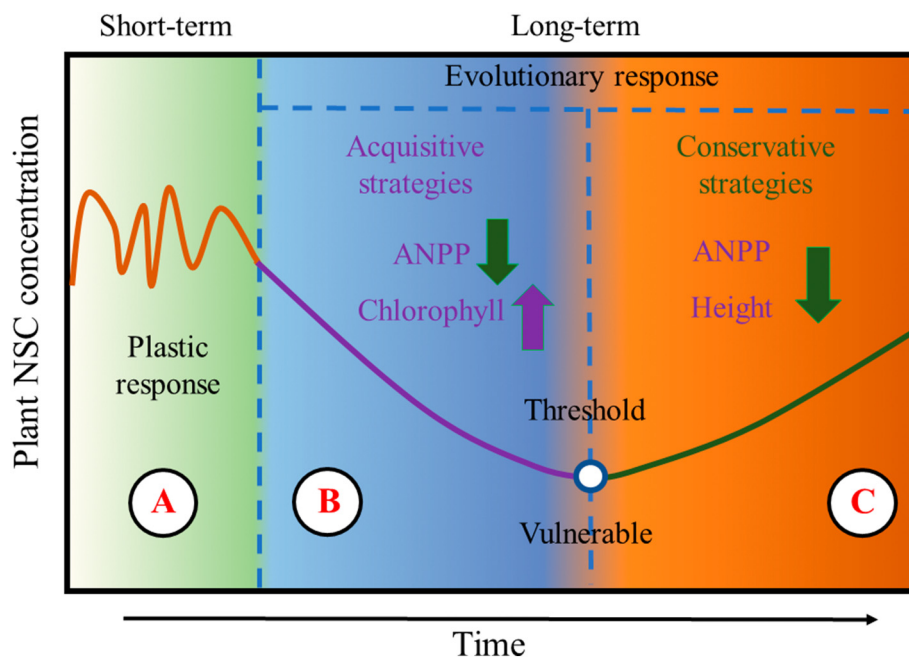 Short-term
Long-term
Evolutionary response
Acquisitive
strategies
Conservative
strategies
ANPP
Chlorophyll
ANPP
Height
Plastic
response
Threshold
Vulnerable
A
B
C
Plant NSC concentration
Time